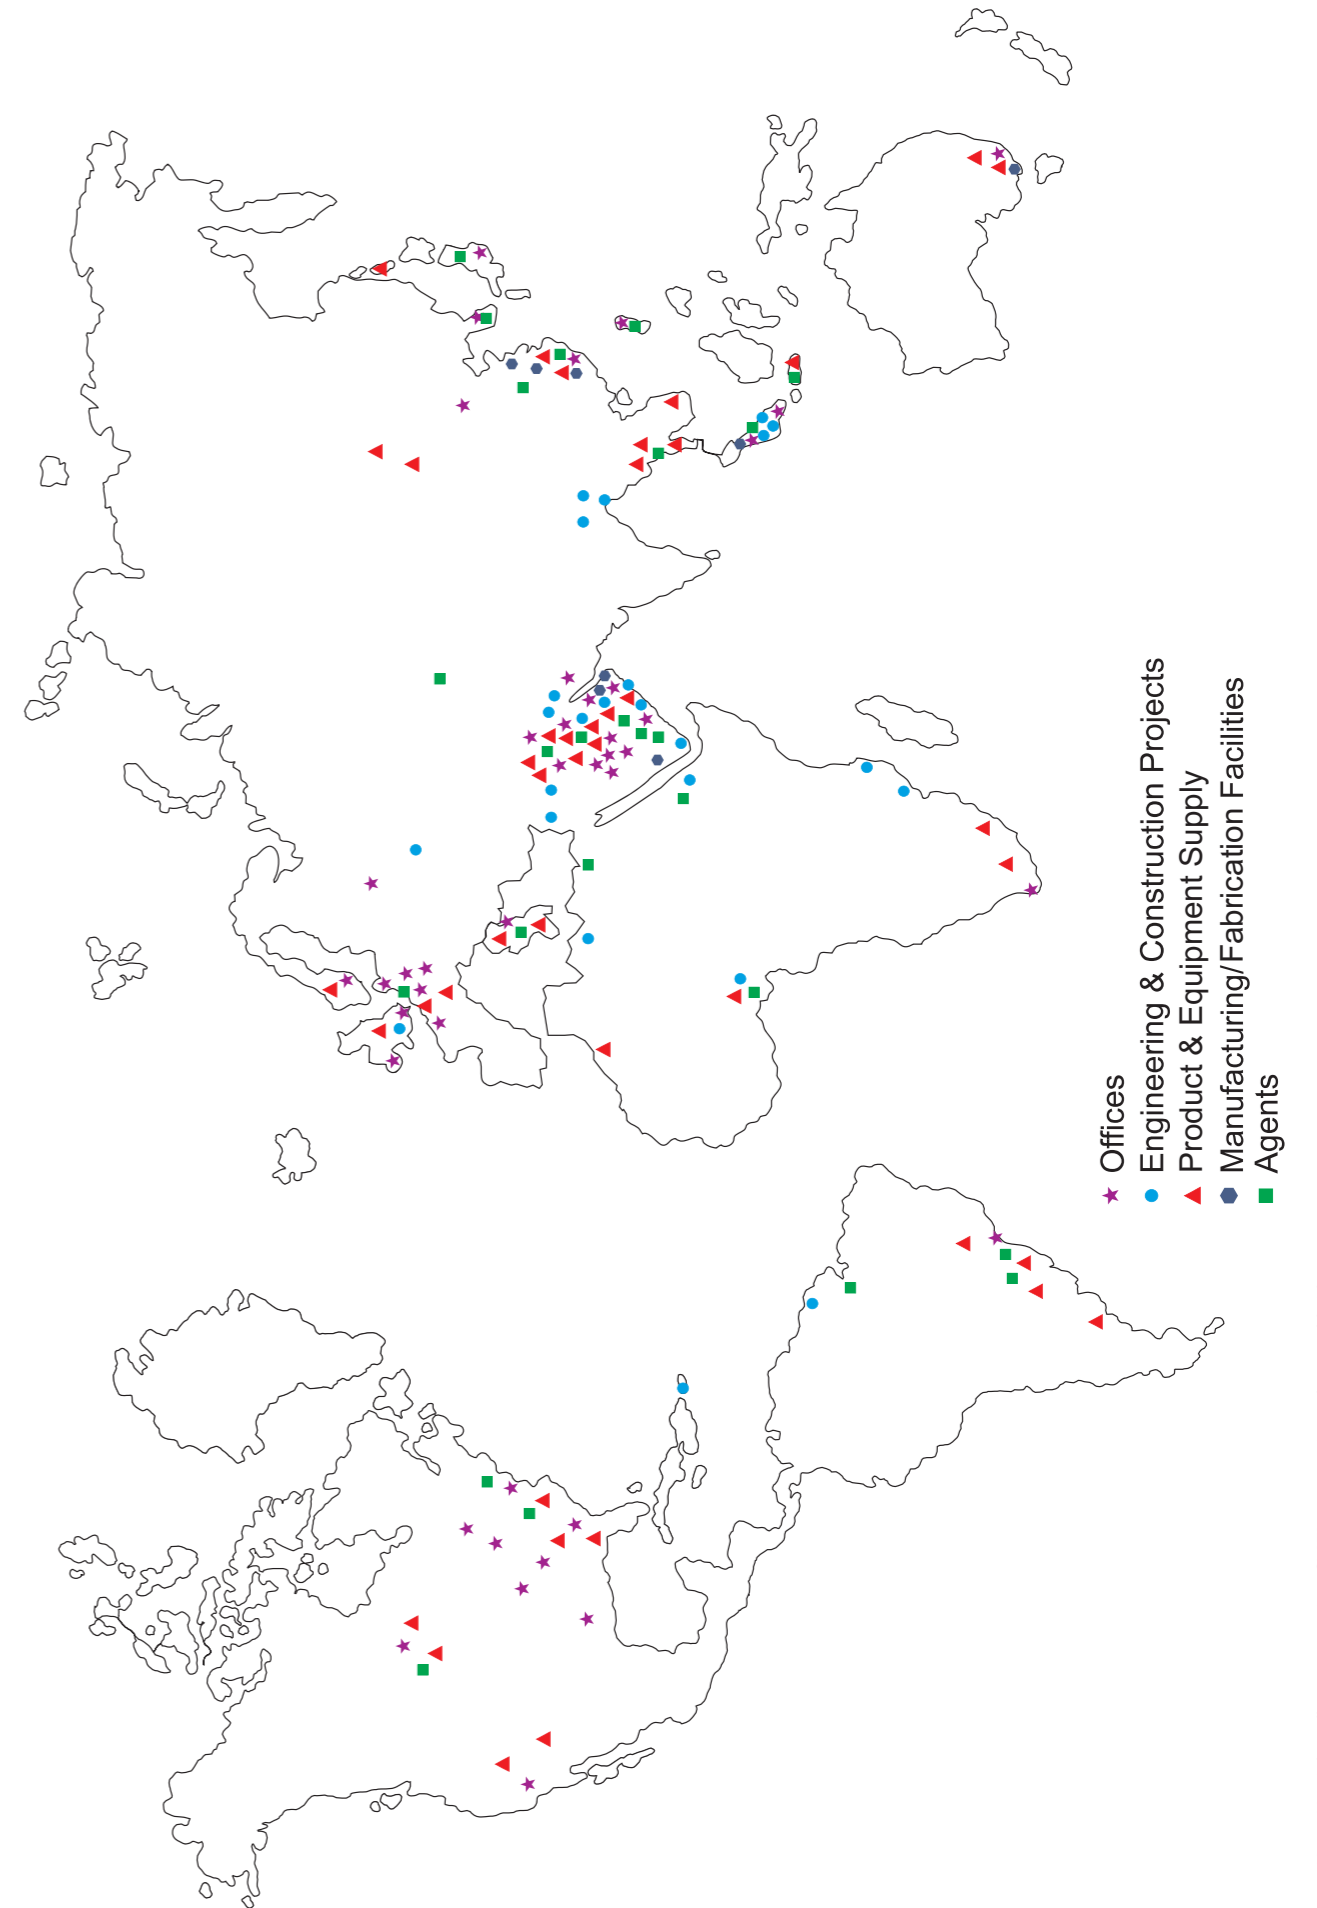 Offices
Engineering & Construction Projects
Product & Equipment Supply
Manufacturing/Fabrication Facilities
Agents